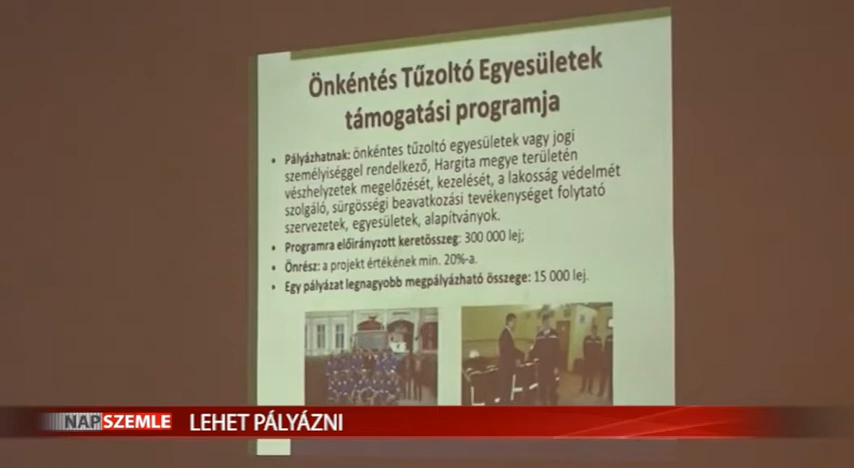 Önkéntés Tűzoltó Egyesületek
támogatási programja
• Pályázhatnak: önkéntes tűzoltó egyesületek vagy jogi
személyiséggel rendelkező, Hargita megye területén
vészhelyzetek megelőzését, kezelését, a lakosság védelmét
szolgáló, sürgősségi beavatkozási tevékenységet folytató
szervezetek, egyesületek, alapítványok.
• Programra előirányzott keretösszeg: 300 000 lej;
• Önrész: a projekt értékének min. 20%-a.
• Egy pályázat legnagyobb megpályázható összege: 15 000 lej.
NAPSZEMLE LEHET PÁLYÁZNI